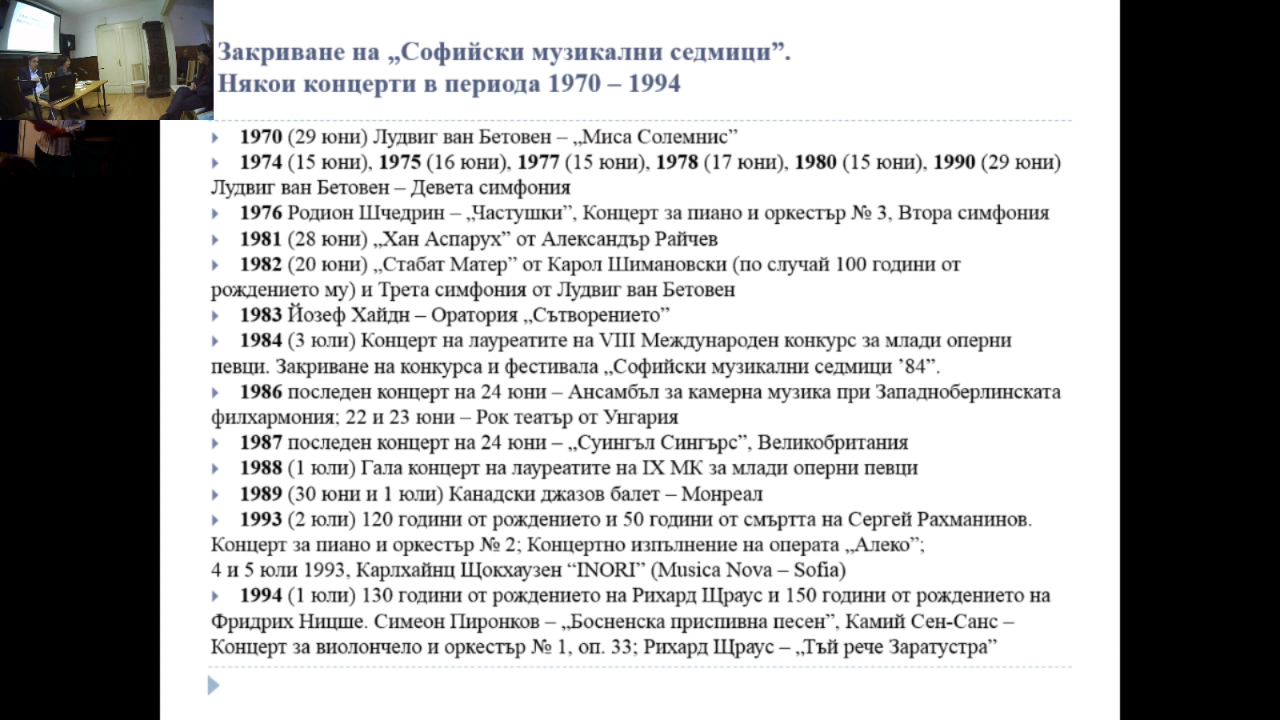 Закриване на „Софийски музикални седмици”.
Някои концерти в периода 1970 – 1994
1970 (29 юни) Лудвиг ван Бетовен – „Миса Солемнис”
1974 (15 юни), 1975 (16 юни), 1977 (15 юни), 1978 (17 юни), 1980 (15 юни), 1990 (29 юни)
Лудвиг ван Бетовен – Девета симфония
1976 Родион Шчедрин – „Частушки”, Концерт за пиано и оркестър № 3, Втора симфония
1981 (28 юни) „Хан Аспарух” от Александър Райчев
1982 (20 юни) „Стабат Матер” от Карол Шимановски (по случай 100 години от
рождението му) и Трета симфония от Лудвиг ван Бетовен
1983 Йозеф Хайдн – Оратория „Сътворението”
1984 (3 юли) Концерт на лауреатите на VIII Международен конкурс за млади оперни
певци. Закриване на конкурса и фестивала „Софийски музикални седмици ’84”.
1986 последен концерт на 24 юни – Ансамбъл за камерна музика при Западноберлинската
филхармония; 22 и 23 юни – Рок театър от Унгария
1987 последен концерт на 24 юни – „Суингъл Сингърс”, Великобритания
1988 (1 юли) Гала концерт на лауреатите на IX МК за млади оперни певци
1989 (30 юни и 1 юли) Канадски джазов балет – Монреал
1993 (2 юли) 120 години от рождението и 50 години от смъртта на Сергей Рахманинов.
Концерт за пиано и оркестър № 2; Концертно изпълнение на операта „Алеко”;
4 и 5 юли 1993, Карлхайнц Щокхаузен “INORI” (Musica Nova – Sofia)
1994 (1 юли) 130 години от рождението на Рихард Щраус и 150 години от рождението на
Фридрих Ницше. Симеон Пиронков – „Босненска приспивна песен”, Камий Сен-Санс –
Концерт за виолончело и оркестър № 1, оп. 33; Рихард Щраус – „Тъй рече Заратустра”